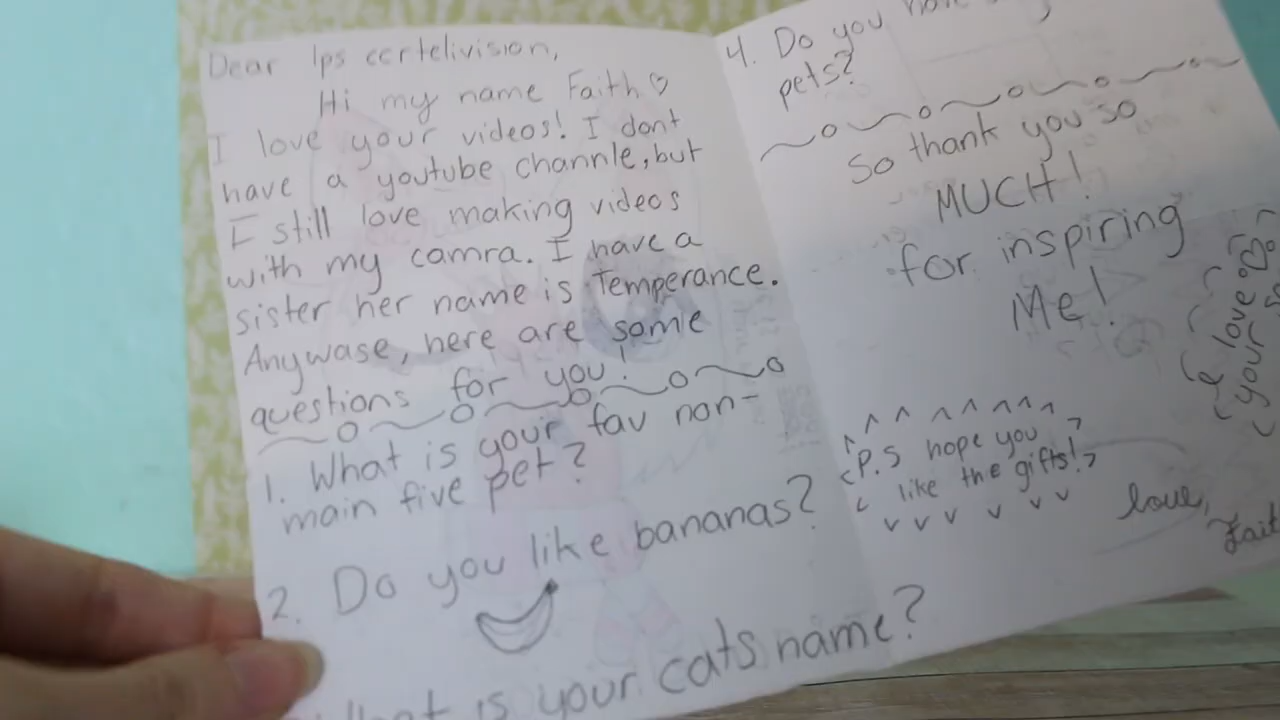 Dear lps ccrtelivision,
Hi my name Faith ♡
I love your videos! I dont
have a youtube channle, but
I still love making videos
with my camra. I have a
sister her name is Temperance.
Anywase, here are some
questions for you!
1. What is your fav non-
main five pet?
2. Do you like bananas?
is your cats name?
4. Do you have
pets?
So thank you so
MUCH!
for inspiring
Me!
P.S hope you
like the gifts!
love,
love
your